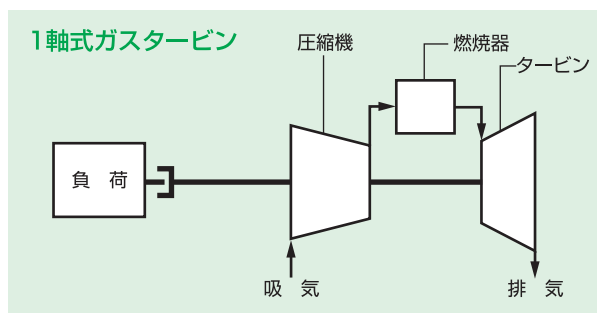 1軸式ガスタービン
圧縮機
燃焼器
タービン
負 荷
吸 気
排 気